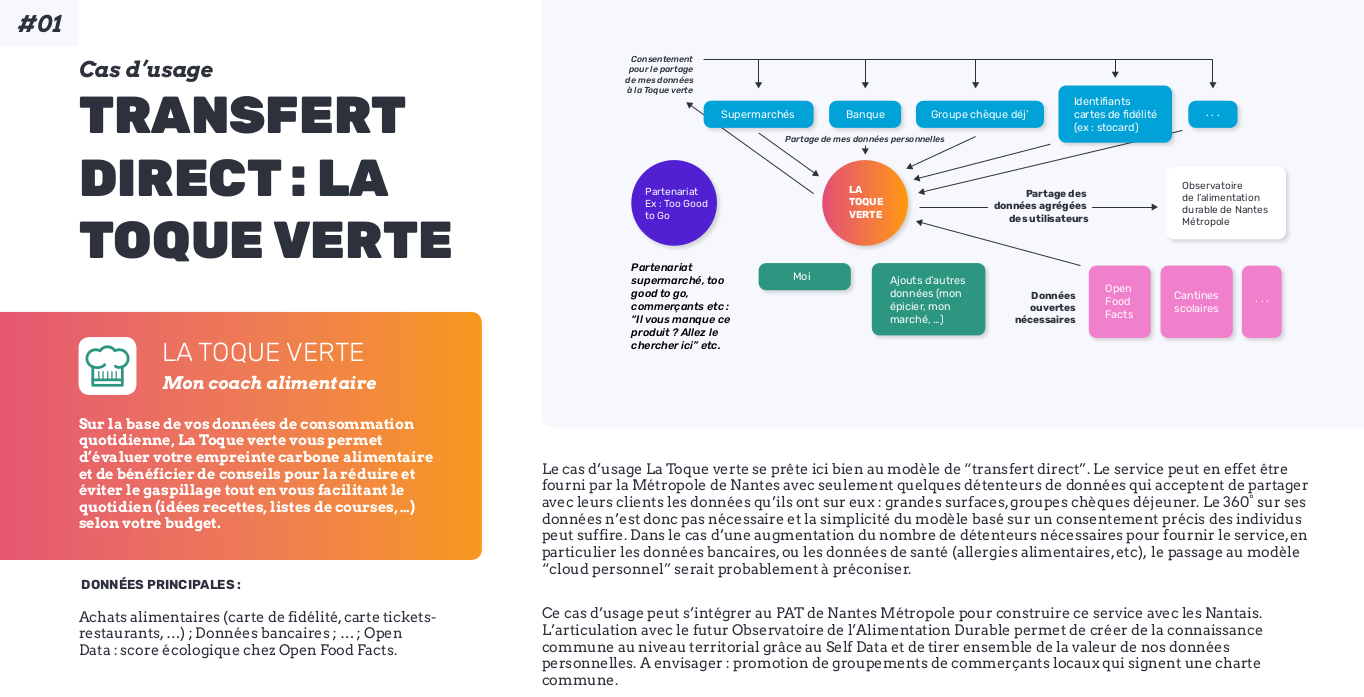 #01
Cas d’usage
TRANSFERT
DIRECT : LA
TOQUE VERTE
LA TOQUE VERTE
Mon coach alimentaire
Sur la base de vos données de consommation
quotidienne, La Toque verte vous permet
d’évaluer votre empreinte carbone alimentaire
et de bénéficier de conseils pour la réduire et
éviter le gaspillage tout en vous facilitant le
quotidien (idées recettes, listes de courses, ...)
selon votre budget.
DONNÉES PRINCIPALES :
Achats alimentaires (carte de fidélité, carte tickets-
restaurants, …) ; Données bancaires ; … ; Open
Data : score écologique chez Open Food Facts.
Consentement
pour le partage
de mes données
à la Toque verte
Supermarchés
Banque
Groupe chèque déj’
Identifiants
cartes de fidélité
(ex : stocard)
. . .
Partage de mes données personnelles
Partenariat
Ex : Too Good
to Go
LA
TOQUE
VERTE
Partage des
données agrégées
des utilisateurs
Observatoire
de l’alimentation
durable de Nantes
Métropole
Partenariat
supermarché, too
good to go,
commerçants etc :
“Il vous manque ce
produit ? Allez le
chercher ici” etc.
Moi
Ajouts d’autres
données (mon
épicier, mon
marché, …)
Données
ouvertes
nécessaires
Open
Food
Facts
Cantines
scolaires
. . .
Le cas d’usage La Toque verte se prête ici bien au modèle de “transfert direct”. Le service peut en effet être
fourni par la Métropole de Nantes avec seulement quelques détenteurs de données qui acceptent de partager
avec leurs clients les données qu’ils ont sur eux : grandes surfaces, groupes chèques déjeuner. Le 360° sur ses
données n’est donc pas nécessaire et la simplicité du modèle basé sur un consentement précis des individus
peut suffire. Dans le cas d’une augmentation du nombre de détenteurs nécessaires pour fournir le service, en
particulier les données bancaires, ou les données de santé (allergies alimentaires, etc), le passage au modèle
“cloud personnel” serait probablement à préconiser.
Ce cas d’usage peut s’intégrer au PAT de Nantes Métropole pour construire ce service avec les Nantais.
L’articulation avec le futur Observatoire de l’Alimentation Durable permet de créer de la connaissance
commune au niveau territorial grâce au Self Data et de tirer ensemble de la valeur de nos données
personnelles. A envisager : promotion de groupements de commerçants locaux qui signent une charte
commune.